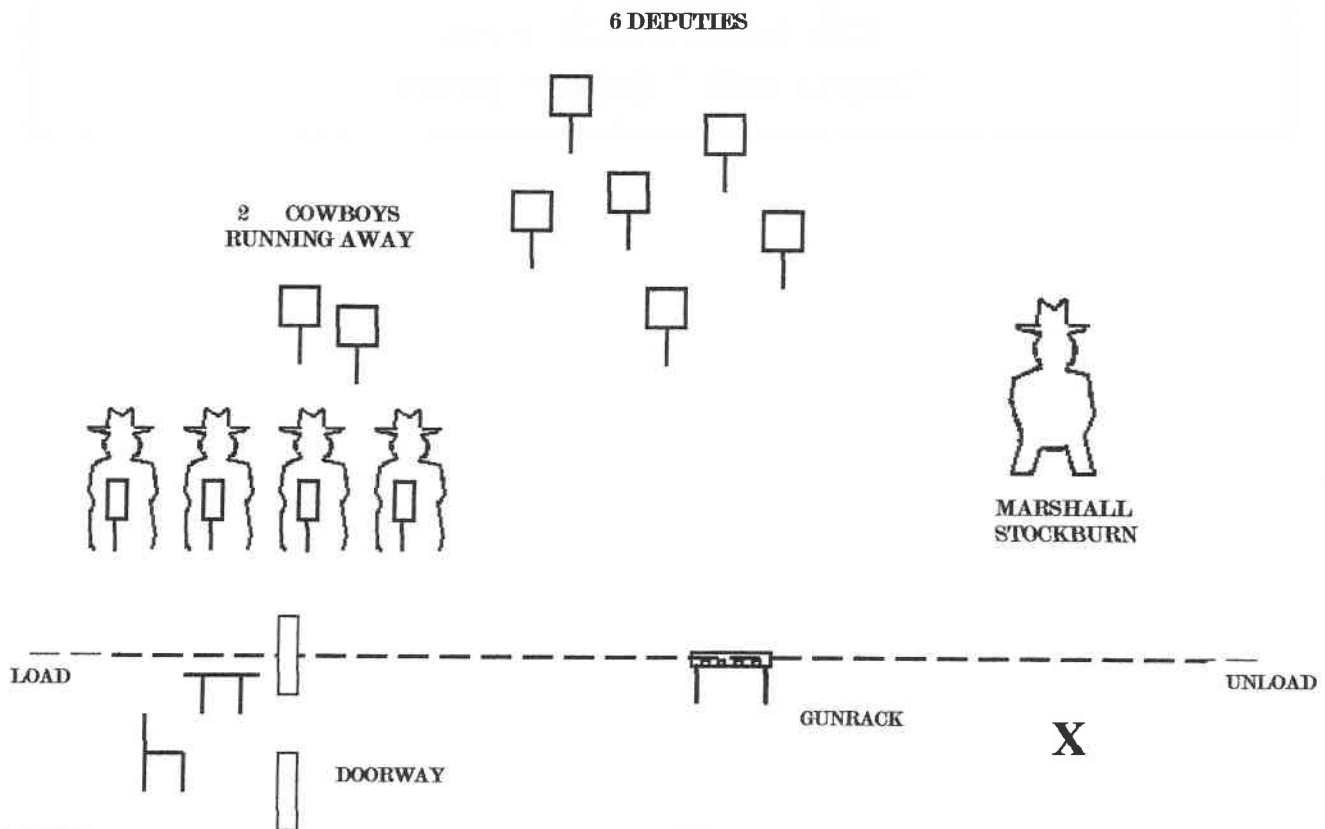 6 DEPUTIES
2 COWBOYS
RUNNING AWAY
MARSHALL
STOCKBURN
LOAD
UNLOAD
GUNRACK
X
DOORWAY